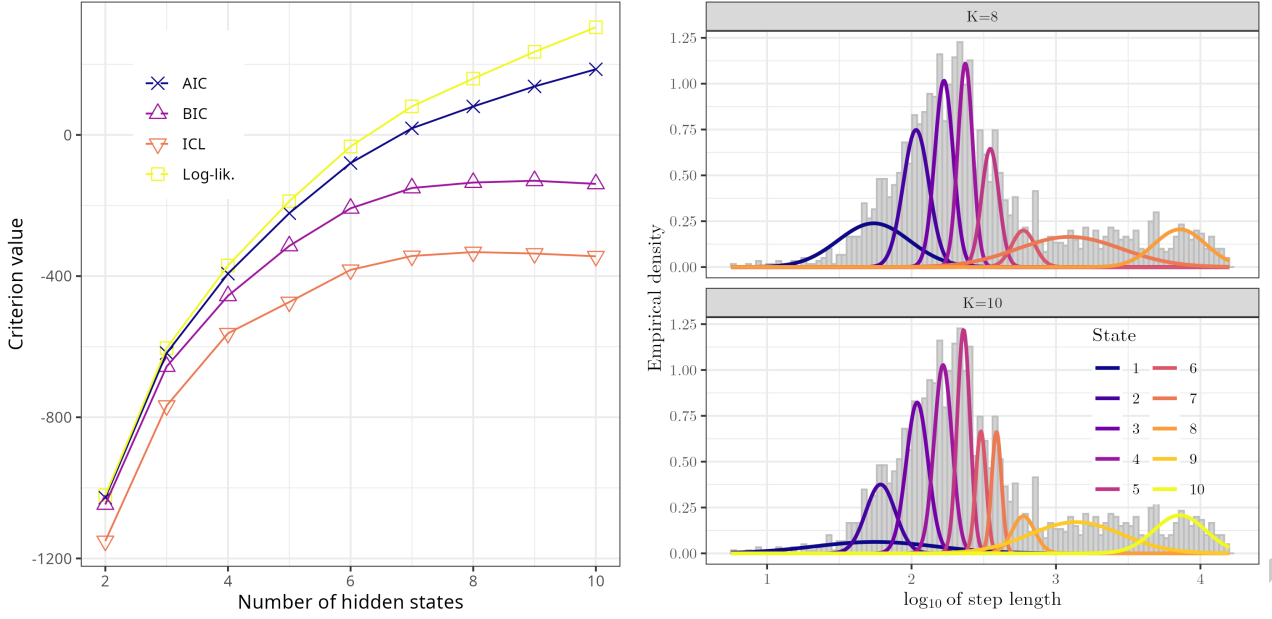 Criterion value
0
-400
-800
-1200
AIC
BIC
ICL
Log-lik.
2
4
6
8
10
Number of hidden states
Empirical density
K=8
1.25
1.00
0.75
0.50
0.25
0.00
K=10
1.25
1.00
0.75
0.50
0.25
0.00
State
1 6
2 7
3 8
4 9
5 10
1
2
3
4
log10 of step length